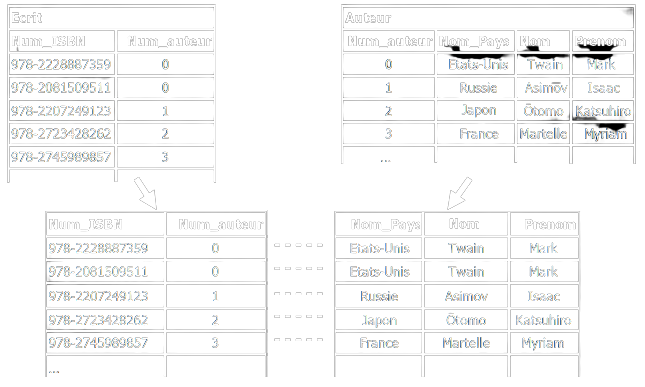 Ecrit
Num_ISBN Num_auteur
978-2228887359 0
978-2081509511 0
978-2207249123 1
978-2723428262 2
978-2745989857 3
Auteur
Num_auteur Nom_Pays Nom Prenom
0 Etats-Unis Twain Mark
1 Russie Asimov Isaac
2 Japon Ōtomo Katsuhiro
3 France Martelle Myriam
...
Num_ISBN Num_auteur Nom_Pays Nom Prenom
978-2228887359 0 ----- Etats-Unis Twain Mark
978-2081509511 0 ----- Etats-Unis Twain Mark
978-2207249123 1 ----- Russie Asimov Isaac
978-2723428262 2 ----- Japon Ōtomo Katsuhiro
978-2745989857 3 ----- France Martelle Myriam
...